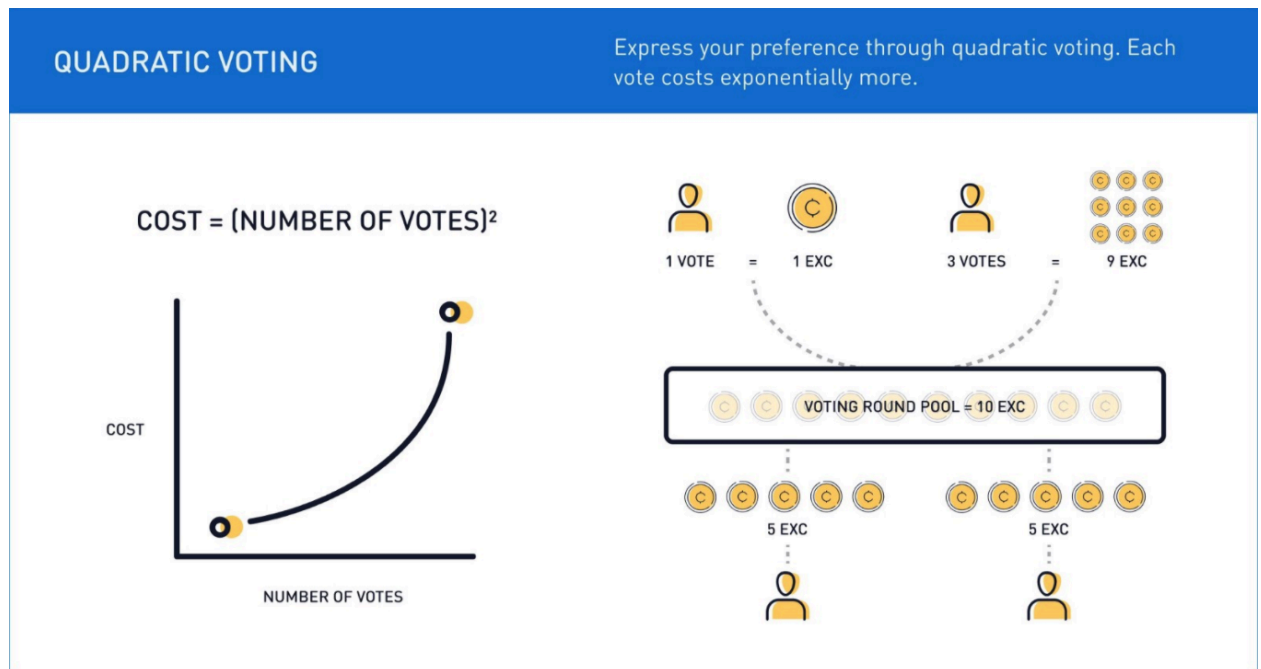 QUADRATIC VOTING
Express your preference through quadratic voting. Each
vote costs exponentially more.
COST = (NUMBER OF VOTES)²
COST
NUMBER OF VOTES
1 VOTE = 1 EXC
3 VOTES = 9 EXC
VOTING ROUND POOL = 10 EXC
5 EXC
5 EXC